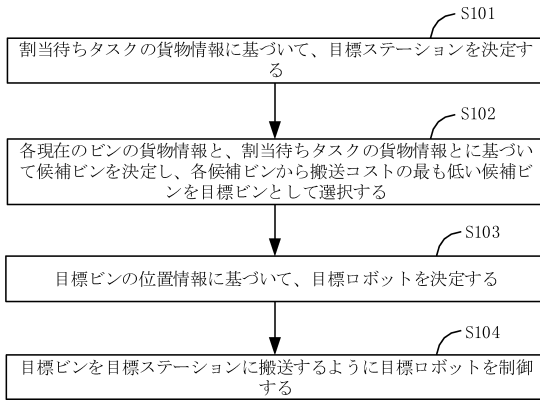 S101
割当待ちタスクの貨物情報に基づいて、目標ステーションを決定す
る
S102
各現在のビンの貨物情報と、割当待ちタスクの貨物情報とに基づい
て候補ビンを決定し、各候補ビンから搬送コストの最も低い候補ビ
ンを目標ビンとして選択する
S103
目標ビンの位置情報に基づいて、目標ロボットを決定する
S104
目標ビンを目標ステーションに搬送するように目標ロボットを制御
する